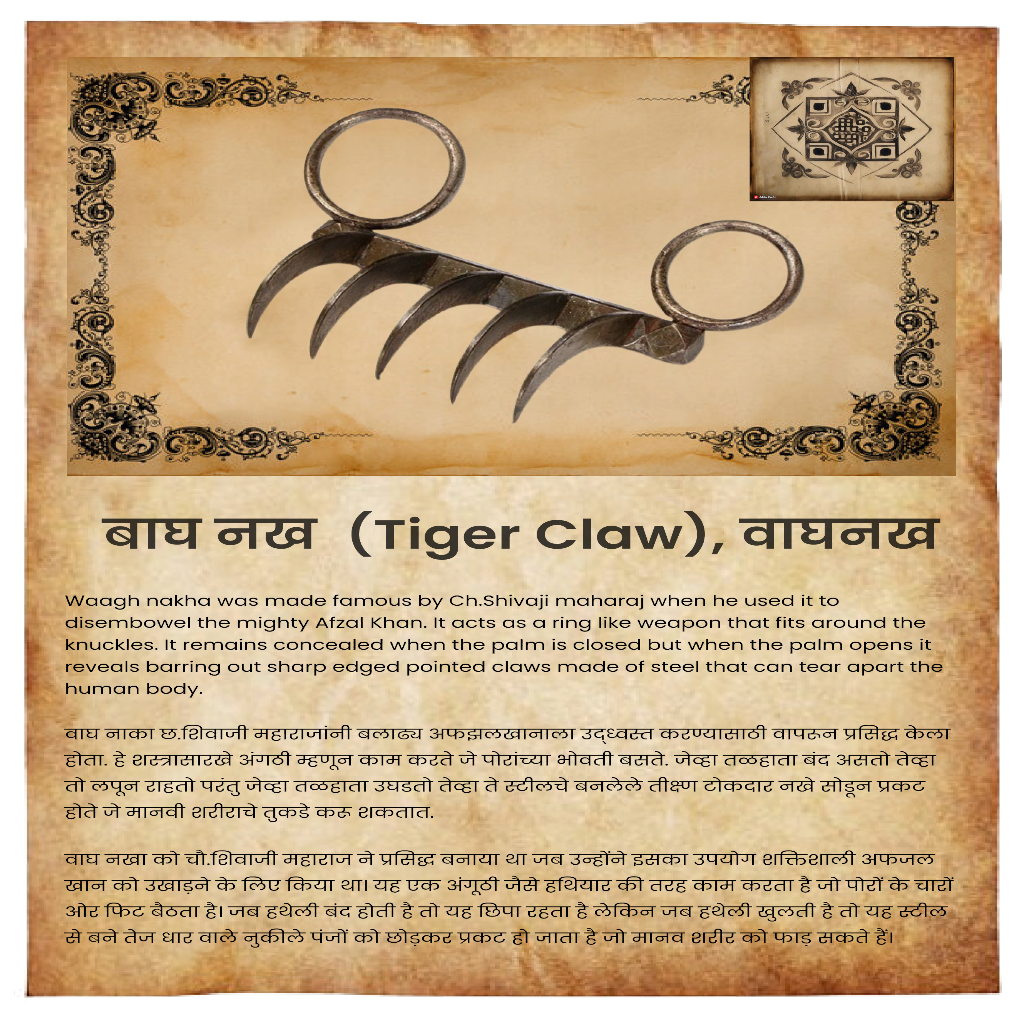 बाघ नख (Tiger Claw), वाघनख
Waagh nakha was made famous by Ch.Shivaji maharaj when he used it to
disembowel the mighty Afzal Khan. It acts as a ring like weapon that fits around the
knuckles. It remains concealed when the palm is closed but when the palm opens it
reveals barring out sharp edged pointed claws made of steel that can tear apart the
human body.
बाघ नाका छ.शिवाजी महाराजांनी बलाढ्य अफझलखानाला उद्ध्वस्त करण्यासाठी वापरून प्रसिद्ध केला
होता. हे शस्त्रासारखे अंगठी म्हणून काम करते जे पोरांच्या भोवती बसते. जेव्हा तळहाता बंद असतो तेव्हा
तो लपून राहतो परंतु जेव्हा तळहाता उघडतो तेव्हा ते स्टीलचे बनलेले तीक्ष्ण टोकदार नखे सोडून प्रकट
होते जे मानवी शरीराचे तुकडे करू शकतात.
वाघ नखा को चौ.शिवाजी महाराज ने प्रसिद्ध बनाया था जब उन्होंने इसका उपयोग शक्तिशाली अफजल
खान को उखाड़ने के लिए किया था। यह एक अंगूठी जैसे हथियार की तरह काम करता है जो पोरों के चारों
ओर फिट बैठता है। जब हथेली बंद होती है तो यह छिपा रहता है लेकिन जब हथेली खुलती है तो यह स्टील
से बने तेज धार वाले नुकीले पंजों को छोड़कर प्रकट हो जाता है जो मानव शरीर को फाड़ सकते हैं।